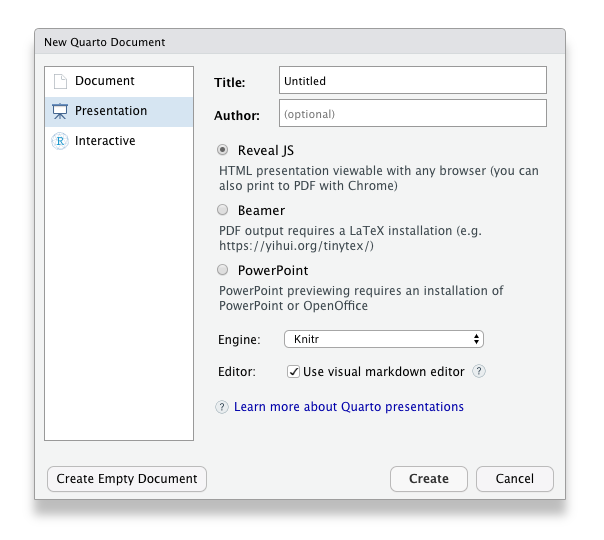 New Quarto Document
Document
Presentation
R Interactive
Title: Untitled
Author: (optional)
Reveal JS
HTML presentation viewable with any browser (you can
also print to PDF with Chrome)
Beamer
PDF output requires a LaTeX installation (e.g.
https://yihui.org/tinytex/)
PowerPoint
PowerPoint previewing requires an installation of
PowerPoint or OpenOffice
Engine: Knitr
Editor: Use visual markdown editor ?
? Learn more about Quarto presentations
Create Empty Document Create Cancel